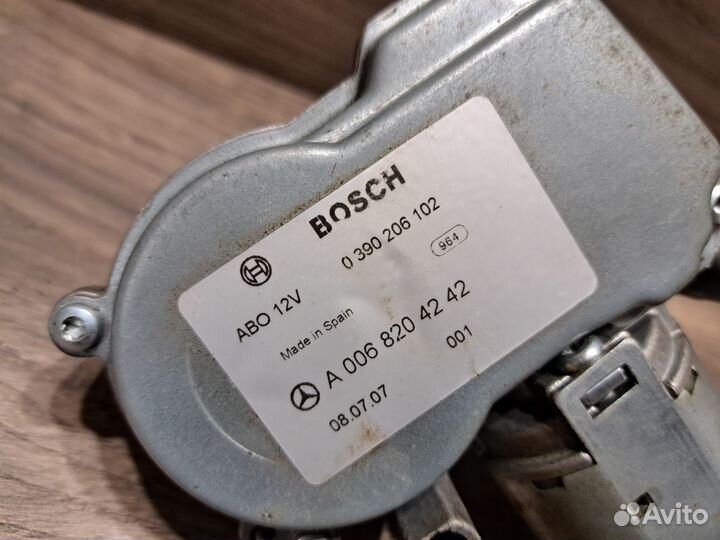 BOSCH
0 390 206 102
964
ABO 12V
Made in Spain
A 006 820 42 42
001
08.07.07
Avito